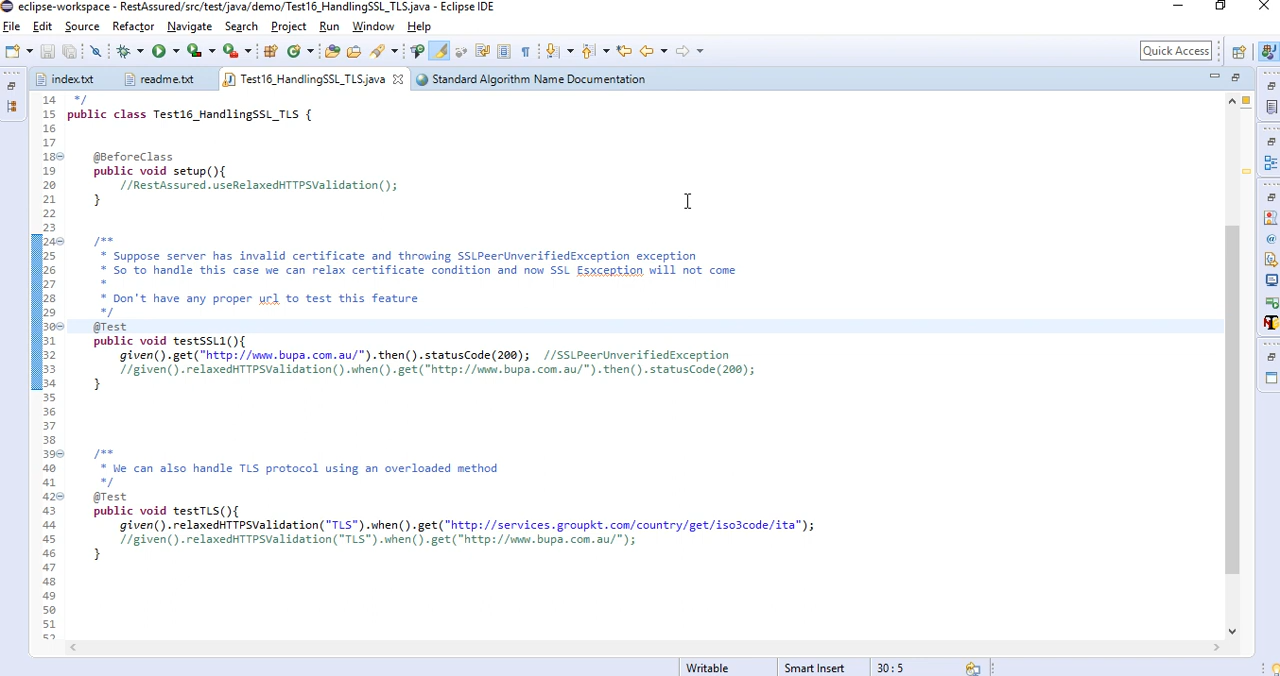 eclipse-workspace - RestAssured/src/test/java/demo/Test16_HandlingSSL_TLS.java - Eclipse IDE
File Edit Source Refactor Navigate Search Project Run Window Help
Quick Access
index.txt readme.txt Test16_HandlingSSL_TLS.java Standard Algorithm Name Documentation
14 */
15 public class Test16_HandlingSSL_TLS {
16
17
18 @BeforeClass
19 public void setup(){
20 //RestAssured.useRelaxedHTTPSValidation();
21 }
22
23
24 /**
25 * Suppose server has invalid certificate and throwing SSLPeerUnverifiedException exception
26 * So to handle this case we can relax certificate condition and now SSL Esxception will not come
27 *
28 * Don't have any proper url to test this feature
29 */
30 @Test
31 public void testSSL1(){
32 given().get("http://www.bupa.com.au/").then().statusCode(200); //SSLPeerUnverifiedException
33 //given().relaxedHTTPSValidation().when().get("http://www.bupa.com.au/").then().statusCode(200);
34 }
35
36
37
38
39 /**
40 * We can also handle TLS protocol using an overloaded method
41 */
42 @Test
43 public void testTLS(){
44 given().relaxedHTTPSValidation("TLS").when().get("http://services.groupkt.com/country/get/iso3code/ita");
45 //given().relaxedHTTPSValidation("TLS").when().get("http://www.bupa.com.au/");
46 }
47
48
49
50
51
52
Writable Smart Insert 30 : 5